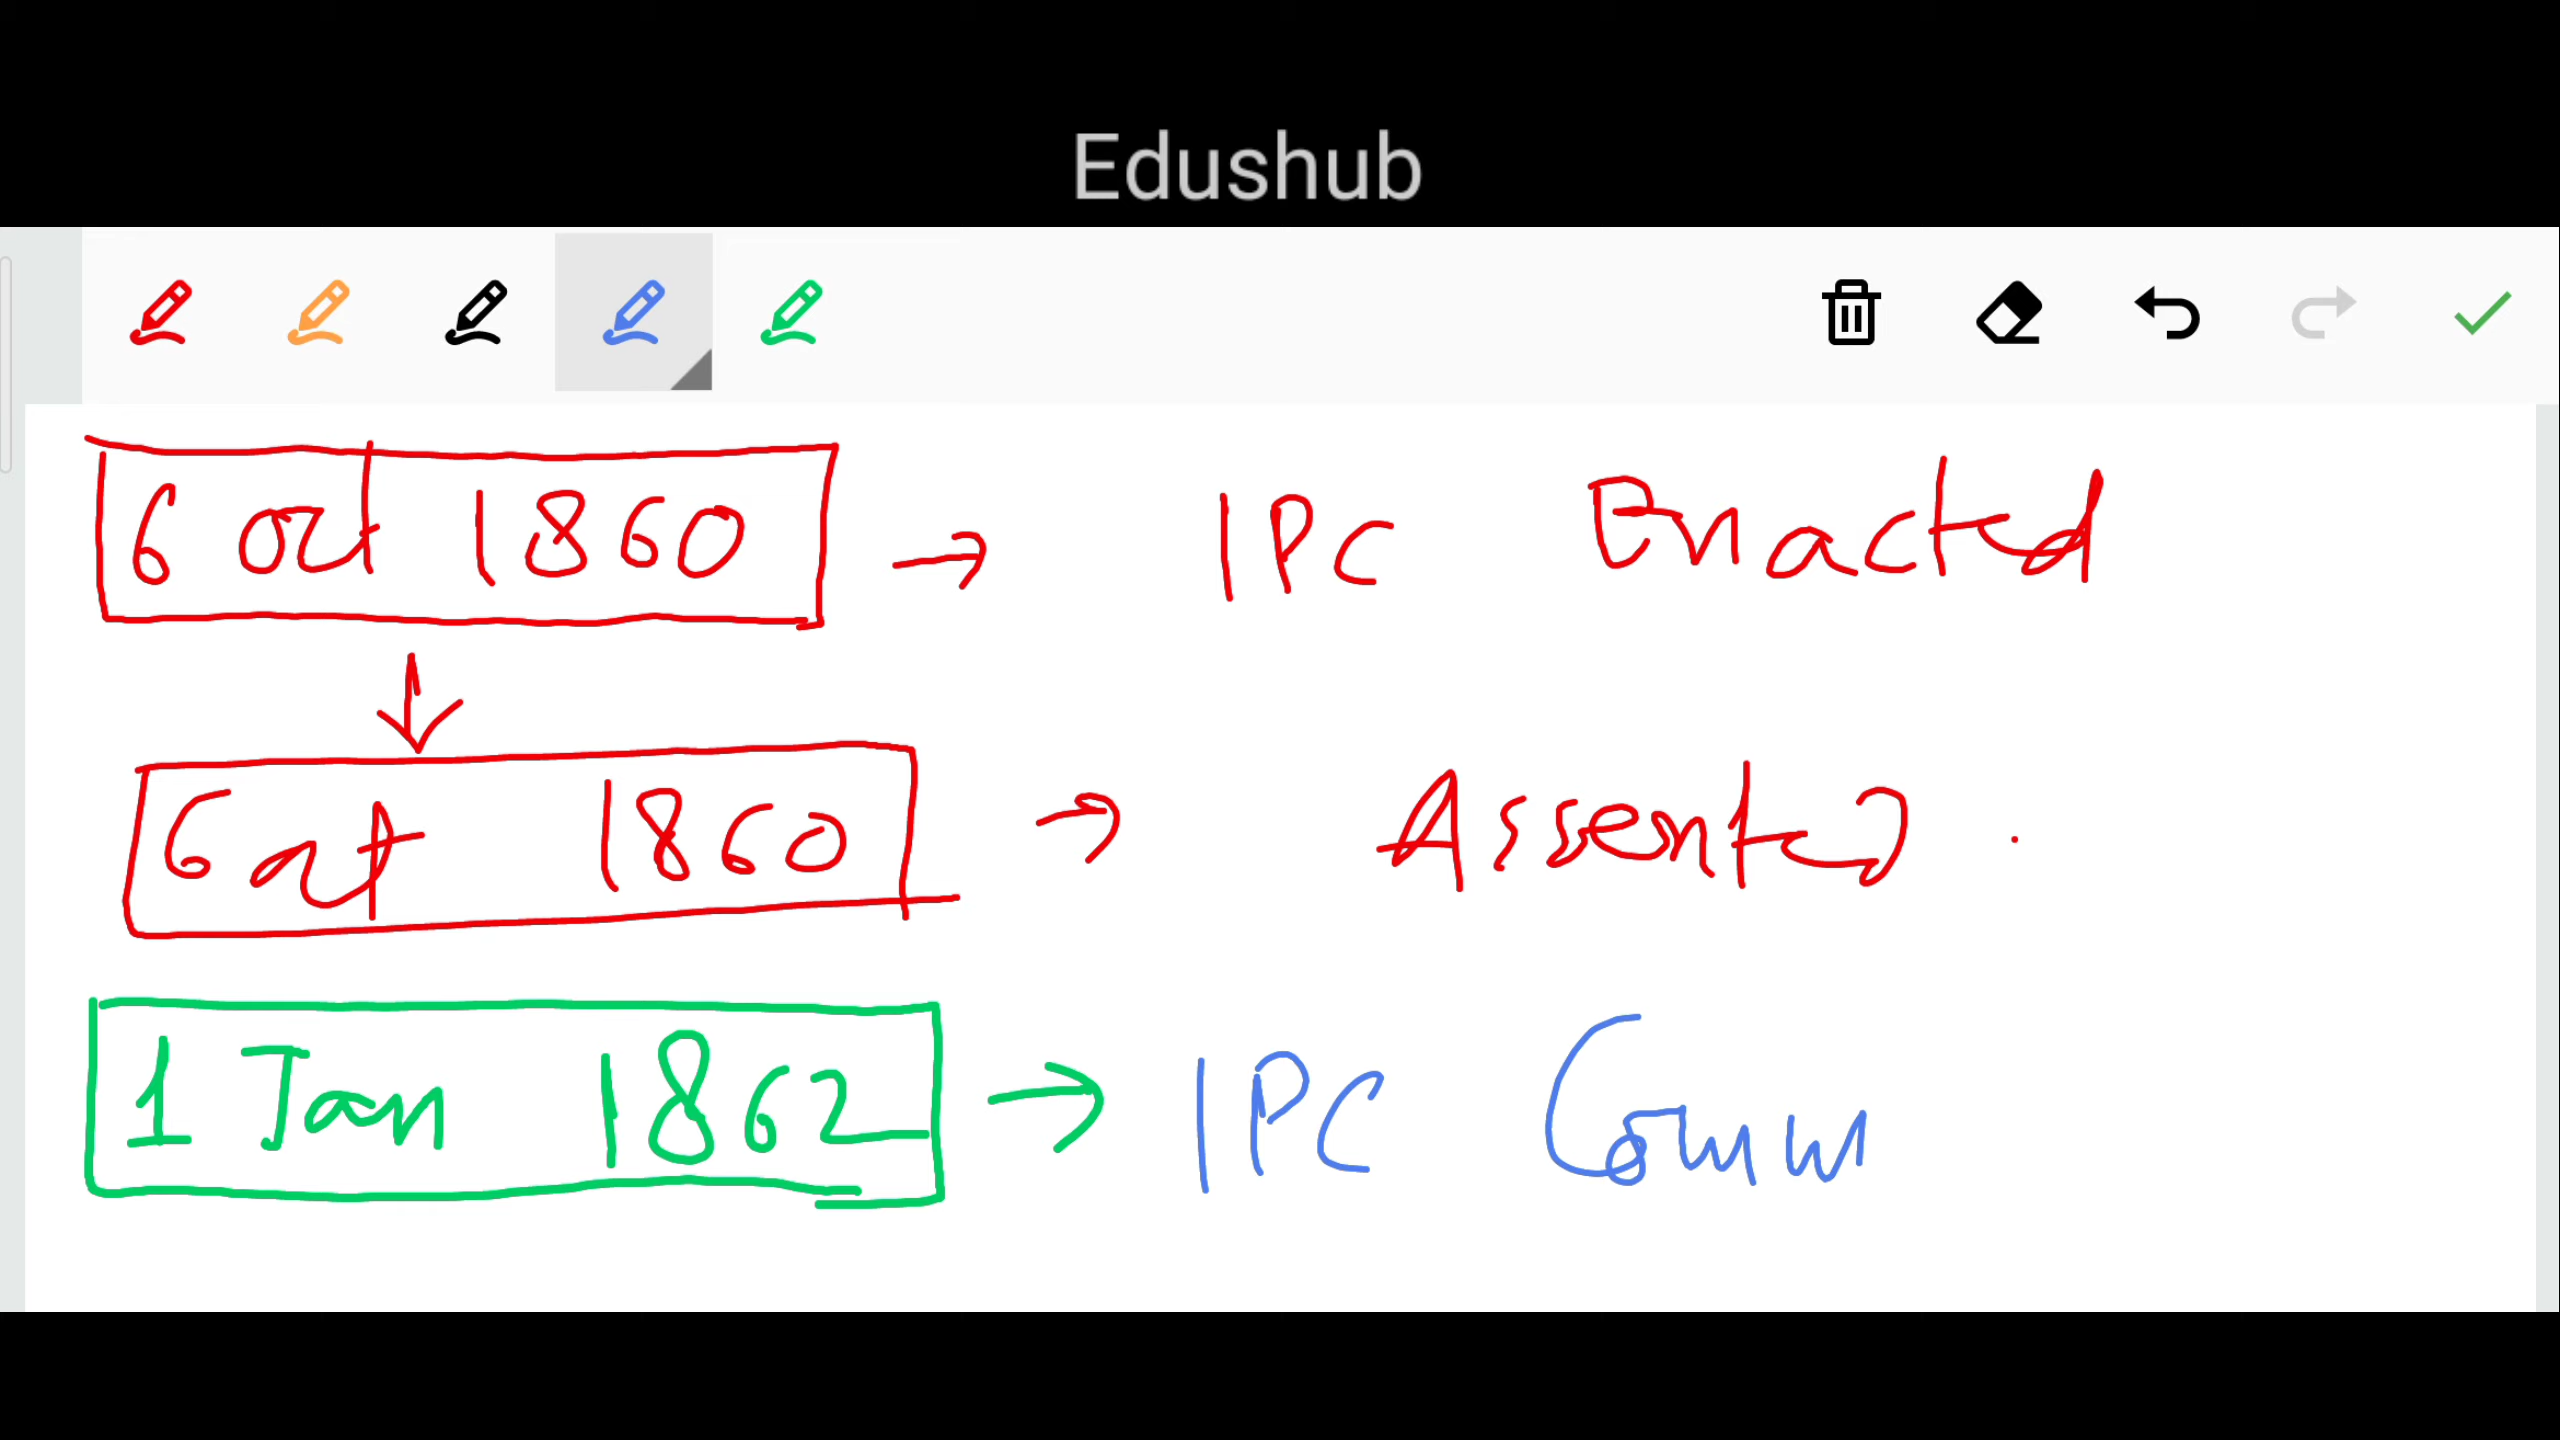 Edushub
6 Oct 1860 → IPC Enacted
6 Oct 1860 → Assented
1 Jan 1862 → IPC Comm